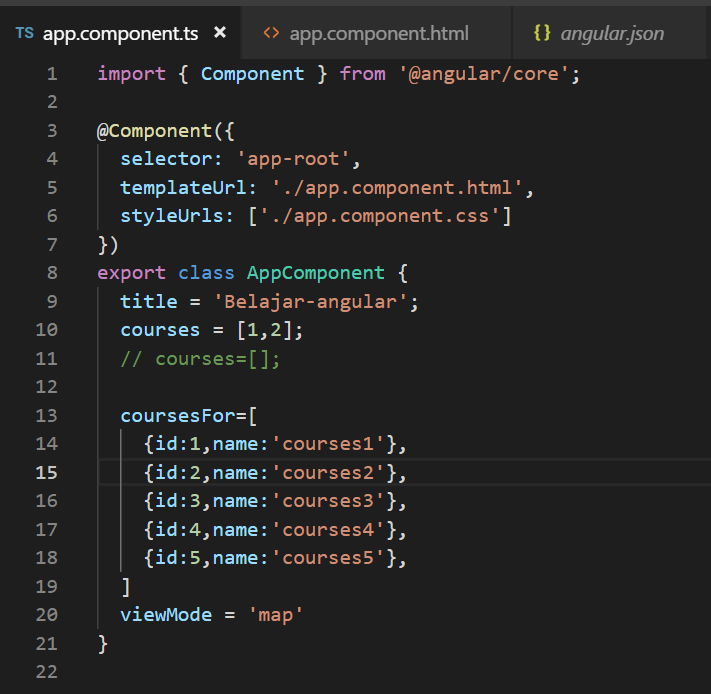 TS app.component.ts × <> app.component.html {} angular.json
1 import { Component } from '@angular/core';
2
3 @Component({
4   selector: 'app-root',
5   templateUrl: './app.component.html',
6   styleUrls: ['./app.component.css']
7 })
8 export class AppComponent {
9   title = 'Belajar-angular';
10   courses = [1,2];
11   // courses=[];
12
13   coursesFor=[
14     {id:1,name:'courses1'},
15     {id:2,name:'courses2'},
16     {id:3,name:'courses3'},
17     {id:4,name:'courses4'},
18     {id:5,name:'courses5'},
19   ]
20   viewMode = 'map'
21 }
22